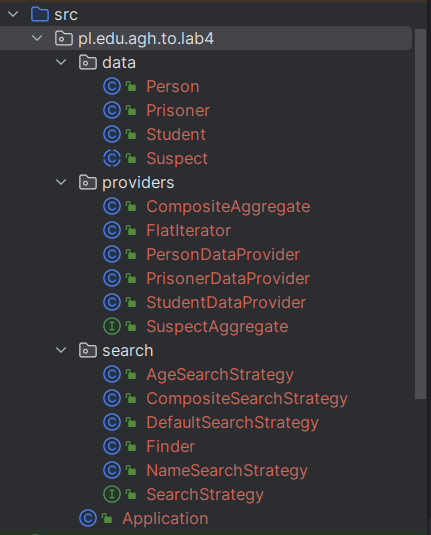 src
pl.edu.agh.to.lab4
data
Person
Prisoner
Student
Suspect
providers
CompositeAggregate
FlatIterator
PersonDataProvider
PrisonerDataProvider
StudentDataProvider
SuspectAggregate
search
AgeSearchStrategy
CompositeSearchStrategy
DefaultSearchStrategy
Finder
NameSearchStrategy
SearchStrategy
Application